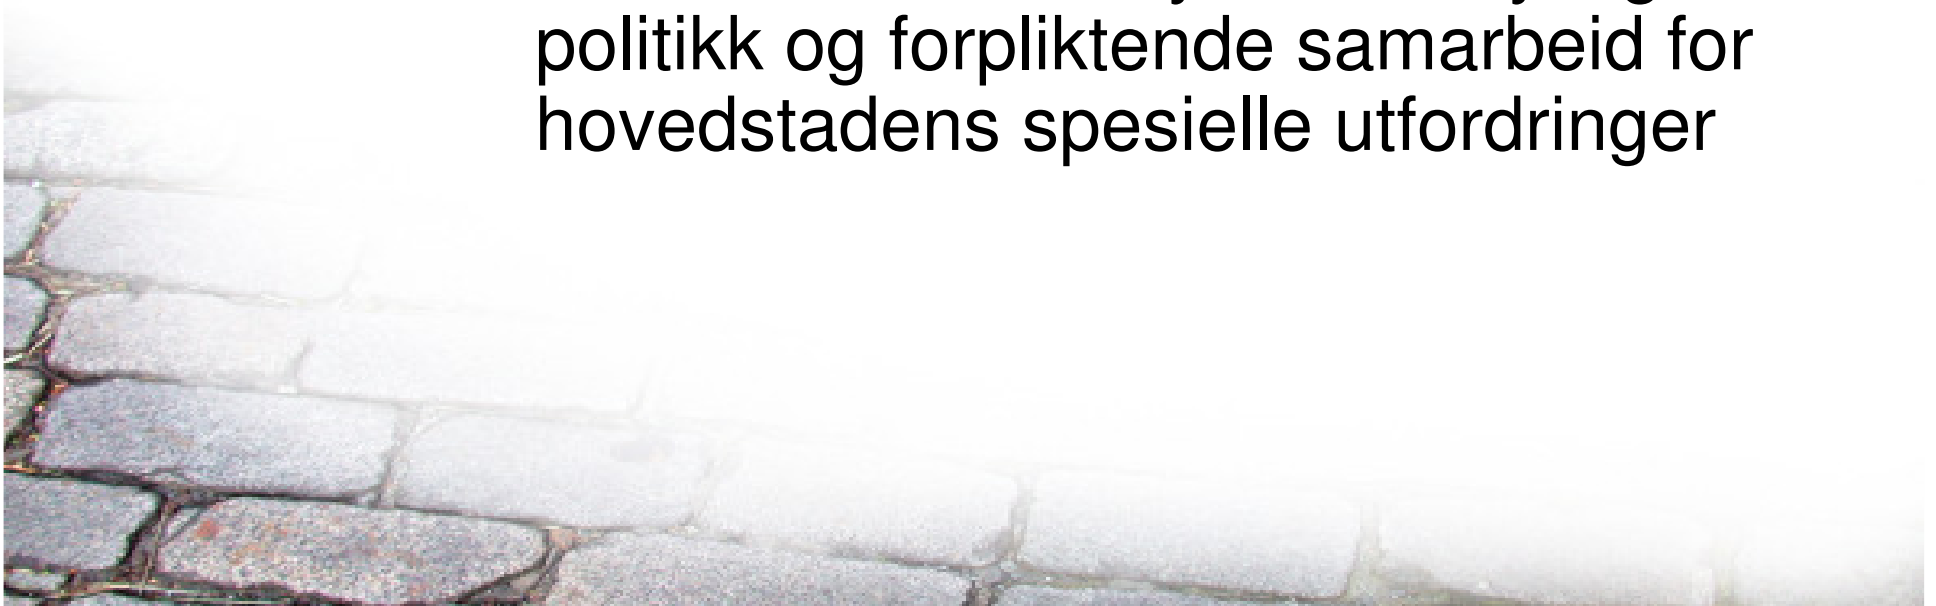 politikk og forpliktende samarbeid for
hovedstadens spesielle utfordringer